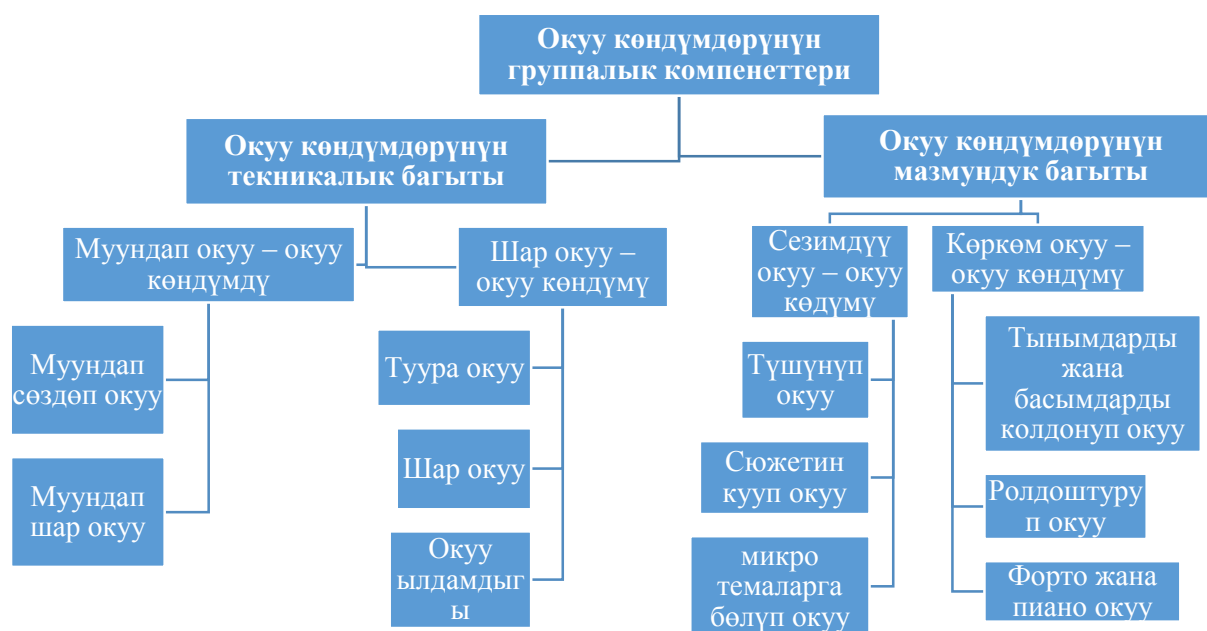 Окуу көндүмдөрүнүн
группалык компенеттери
Окуу көндүмдөрүнүн
текникалык багыты
Окуу көндүмдөрүнүн
мазмундук багыты
Муундап окуу – окуу
көндүмдү
Шар окуу –
окуу көндүмү
Сезимдүү
окуу – окуу
көдүмү
Көркөм окуу –
окуу көндүмү
Муундап
сөздөп окуу
Муундап
шар окуу
Туура окуу
Шар окуу
Окуу
ылдамдыг
ы
Түшүнүп
окуу
Сюжетин
кууп окуу
микро
темаларга
бөлүп окуу
Тынымдарды
жана
басымдарды
колдонуп окуу
Ролдоштуру
п окуу
Форто жана
пиано окуу